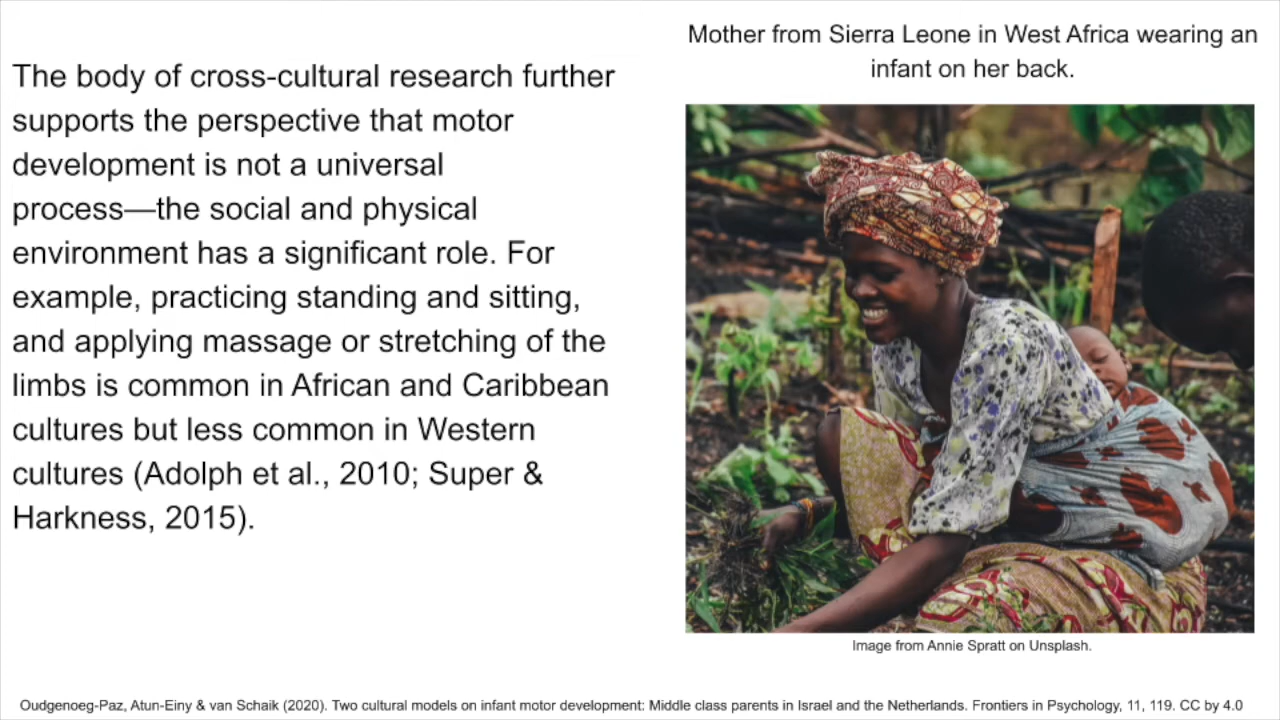 Mother from Sierra Leone in West Africa wearing an
infant on her back.
The body of cross-cultural research further
supports the perspective that motor
development is not a universal
process—the social and physical
environment has a significant role. For
example, practicing standing and sitting,
and applying massage or stretching of the
limbs is common in African and Caribbean
cultures but less common in Western
cultures (Adolph et al., 2010; Super &
Harkness, 2015).
Image from Annie Spratt on Unsplash.
Oudgenoeg-Paz, Atun-Einy & van Schaik (2020). Two cultural models on infant motor development: Middle class parents in Israel and the Netherlands. Frontiers in Psychology, 11, 119. CC by 4.0